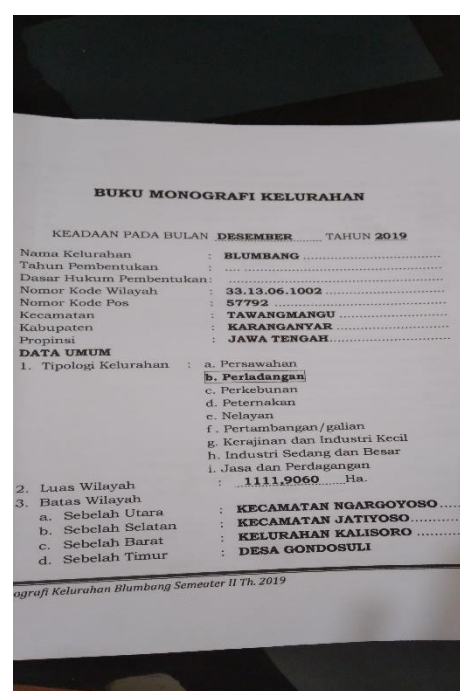 BUKU MONOGRAFI KELURAHAN
KEADAAN PADA BULAN DESEMBER ........ TAHUN 2019
Nama Kelurahan : BLUMBANG ..............................
Tahun Pembentukan : .... ..............................
Dasar Hukum Pembentukan: ..............................
Nomor Kode Wilayah : 33.13.06.1002 ..............................
Nomor Kode Pos : 57792 ..............................
Kecamatan : TAWANGMANGU ......................
Kabupaten : KARANGANYAR ......................
Propinsi : JAWA TENGAH......................
DATA UMUM
1. Tipologi Kelurahan : a. Persawahan
b. Perladangan
c. Perkebunan
d. Peternakan
e. Nelayan
f . Pertambangan/galian
g. Kerajinan dan Industri Kecil
h. Industri Sedang dan Besar
i. Jasa dan Perdagangan
2. Luas Wilayah : ....1111,9060......Ha.
3. Batas Wilayah
a. Sebelah Utara : KECAMATAN NGARGOYOSO.....
b. Sebelah Selatan : KECAMATAN JATIYOSO...........
c. Sebelah Barat : KELURAHAN KALISORO ........
d. Sebelah Timur : DESA GONDOSULI
ografi Kelurahan Blumbang Semeuter II Th. 2019